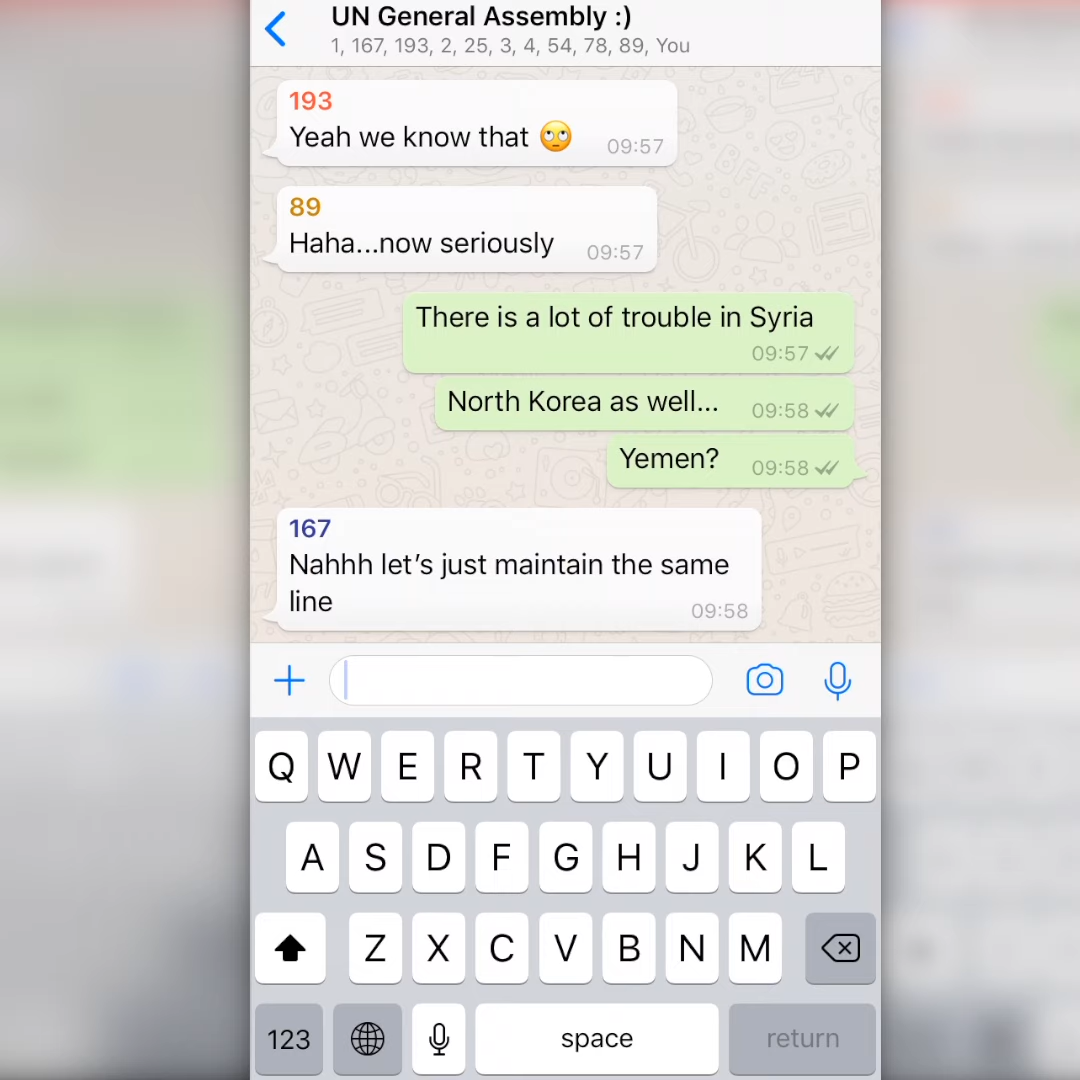 UN General Assembly :)
1, 167, 193, 2, 25, 3, 4, 54, 78, 89, You
193
Yeah we know that 🙄 09:57
89
Haha...now seriously 09:57
There is a lot of trouble in Syria
09:57
North Korea as well... 09:58
Yemen? 09:58
167
Nahhh let's just maintain the same
line
09:58
Q W E R T Y U I O P
A S D F G H J K L
Z X C V B N M
123 space return